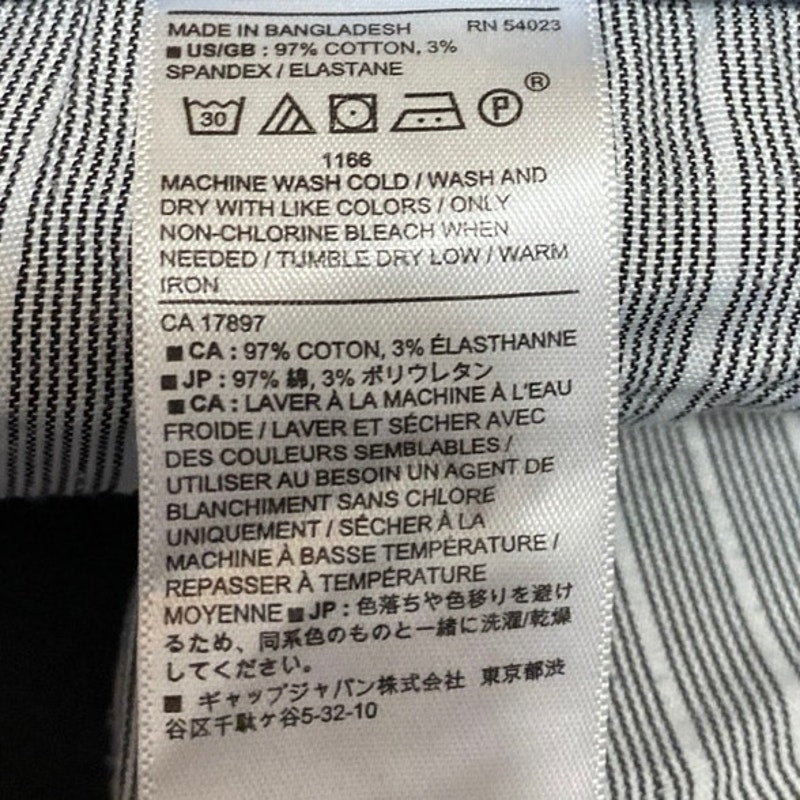 MADE IN BANGLADESH RN 54023
■ US/GB : 97% COTTON, 3%
SPANDEX / ELASTANE
30 P ®
1166
MACHINE WASH COLD / WASH AND
DRY WITH LIKE COLORS / ONLY
NON-CHLORINE BLEACH WHEN
NEEDED / TUMBLE DRY LOW / WARM
IRON
CA 17897
■ CA : 97% COTON, 3% ÉLASTHANNE
■ JP : 97% 綿, 3% ポリウレタン
■ CA : LAVER À LA MACHINE À L'EAU
FROIDE / LAVER ET SÉCHER AVEC
DES COULEURS SEMBLABLES /
UTILISER AU BESOIN UN AGENT DE
BLANCHIMENT SANS CHLORE
UNIQUEMENT / SÉCHER À LA
MACHINE À BASSE TEMPÉRATURE /
REPASSER À TEMPÉRATURE
MOYENNE ■ JP : 色落ちや色移りを避け
るため、同系色のものと一緒に洗濯/乾燥
してください。
■ ギャップジャパン株式会社 東京都渋
谷区千駄ケ谷5-32-10